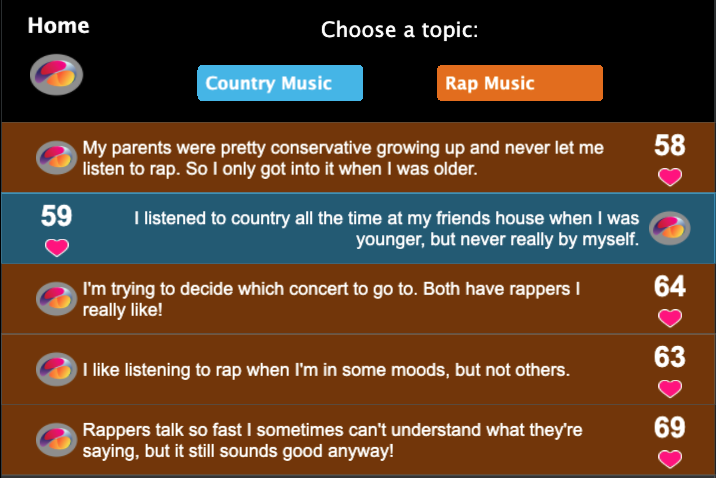 Home
Choose a topic:
Country Music
Rap Music
My parents were pretty conservative growing up and never let me
listen to rap. So I only got into it when I was older.
58
59
I listened to country all the time at my friends house when I was
younger, but never really by myself.
I'm trying to decide which concert to go to. Both have rappers I
really like!
64
I like listening to rap when I'm in some moods, but not others.
63
Rappers talk so fast I sometimes can't understand what they're
saying, but it still sounds good anyway!
69